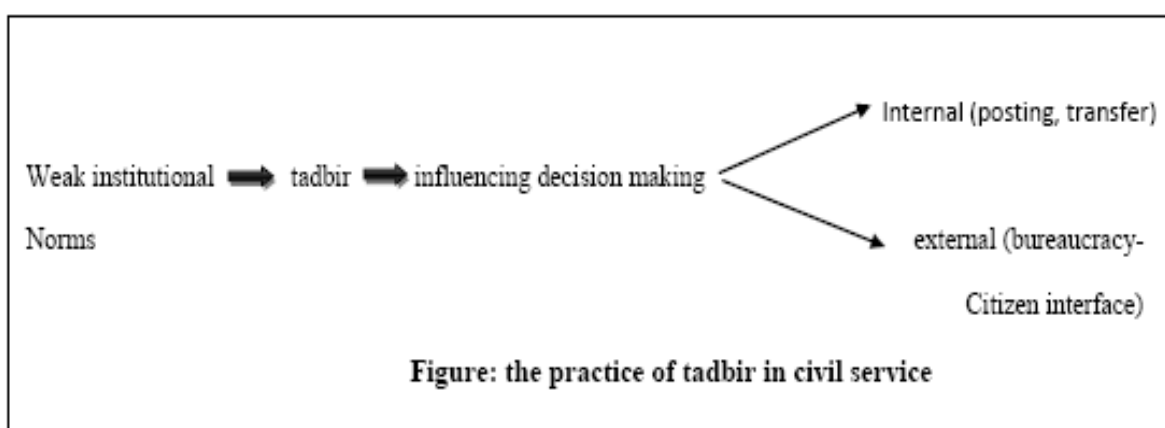 Internal (posting, transfer)
Weak institutional tadbir influencing decision making
Norms external (bureaucracy-
Citizen interface)
Figure: the practice of tadbir in civil service